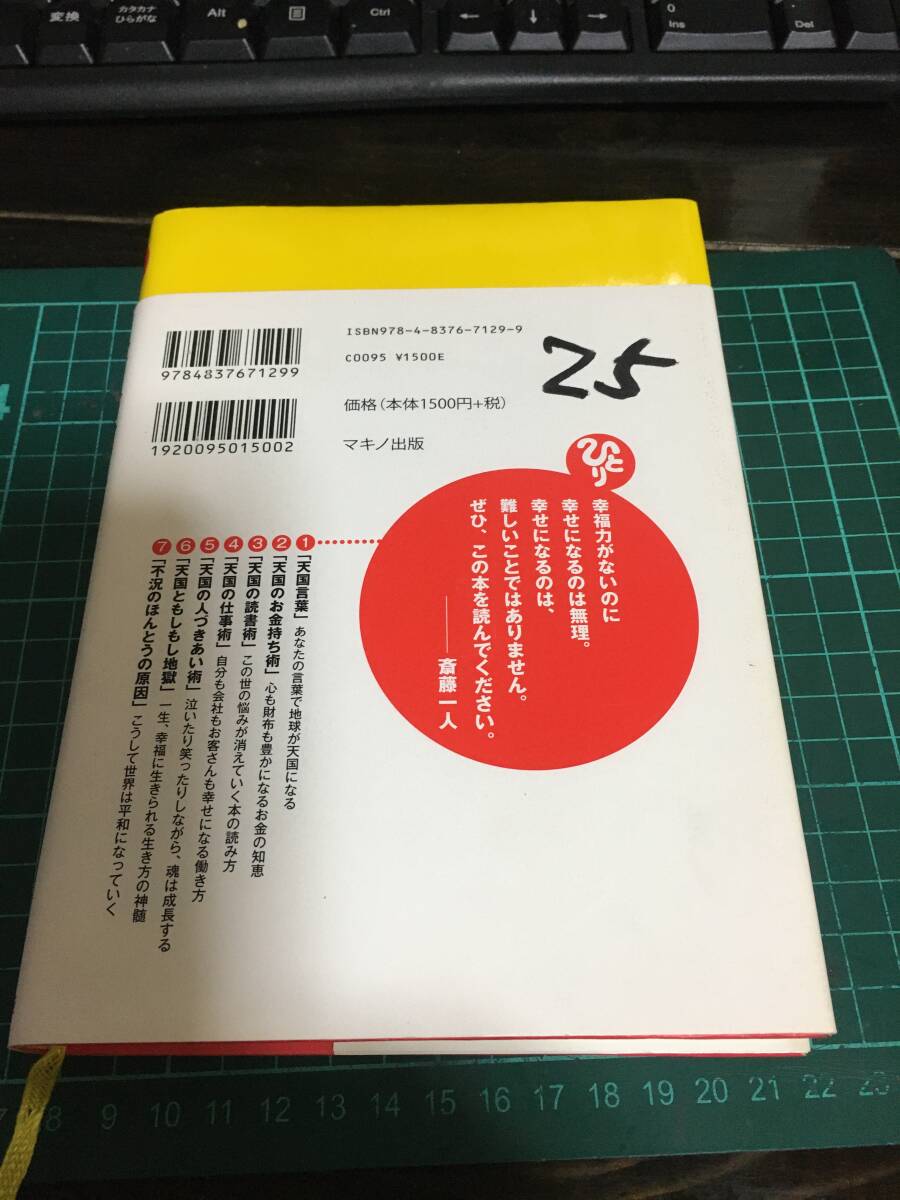 変換
カタカナ
ひらがな
Alt
Ctrl
←
↓
→
0
Ins
.
Del
ISBN978-4-8376-7129-9
C0095 ¥1500E
9784837671299
価格(本体1500円+税)
1920095015002
マキノ出版
25
ひとり
幸福力がないのに
幸せになるのは無理。
幸せになるのは、
難しいことではありません。
ぜひ、この本を読んでください。
——斎藤一人
1「天国言葉」あなたの言葉で地球が天国になる
2「天国のお金持ち術」心も財布も豊かになるお金の知恵
3「天国の読書術」この世の悩みが消えていく本の読み方
4「天国の仕事術」自分も会社もお客さんも幸せになる働き方
5「天国の人づきあい術」泣いたり笑ったりしながら、魂は成長する
6「天国ともしもし地獄」一生、幸福に生きられる生き方の神髄
7「不況のほんとうの原因」こうして世界は平和になっていく
4
7 8 9 10 11 12 13 14 15 16 17 18 19 20 21 22 23